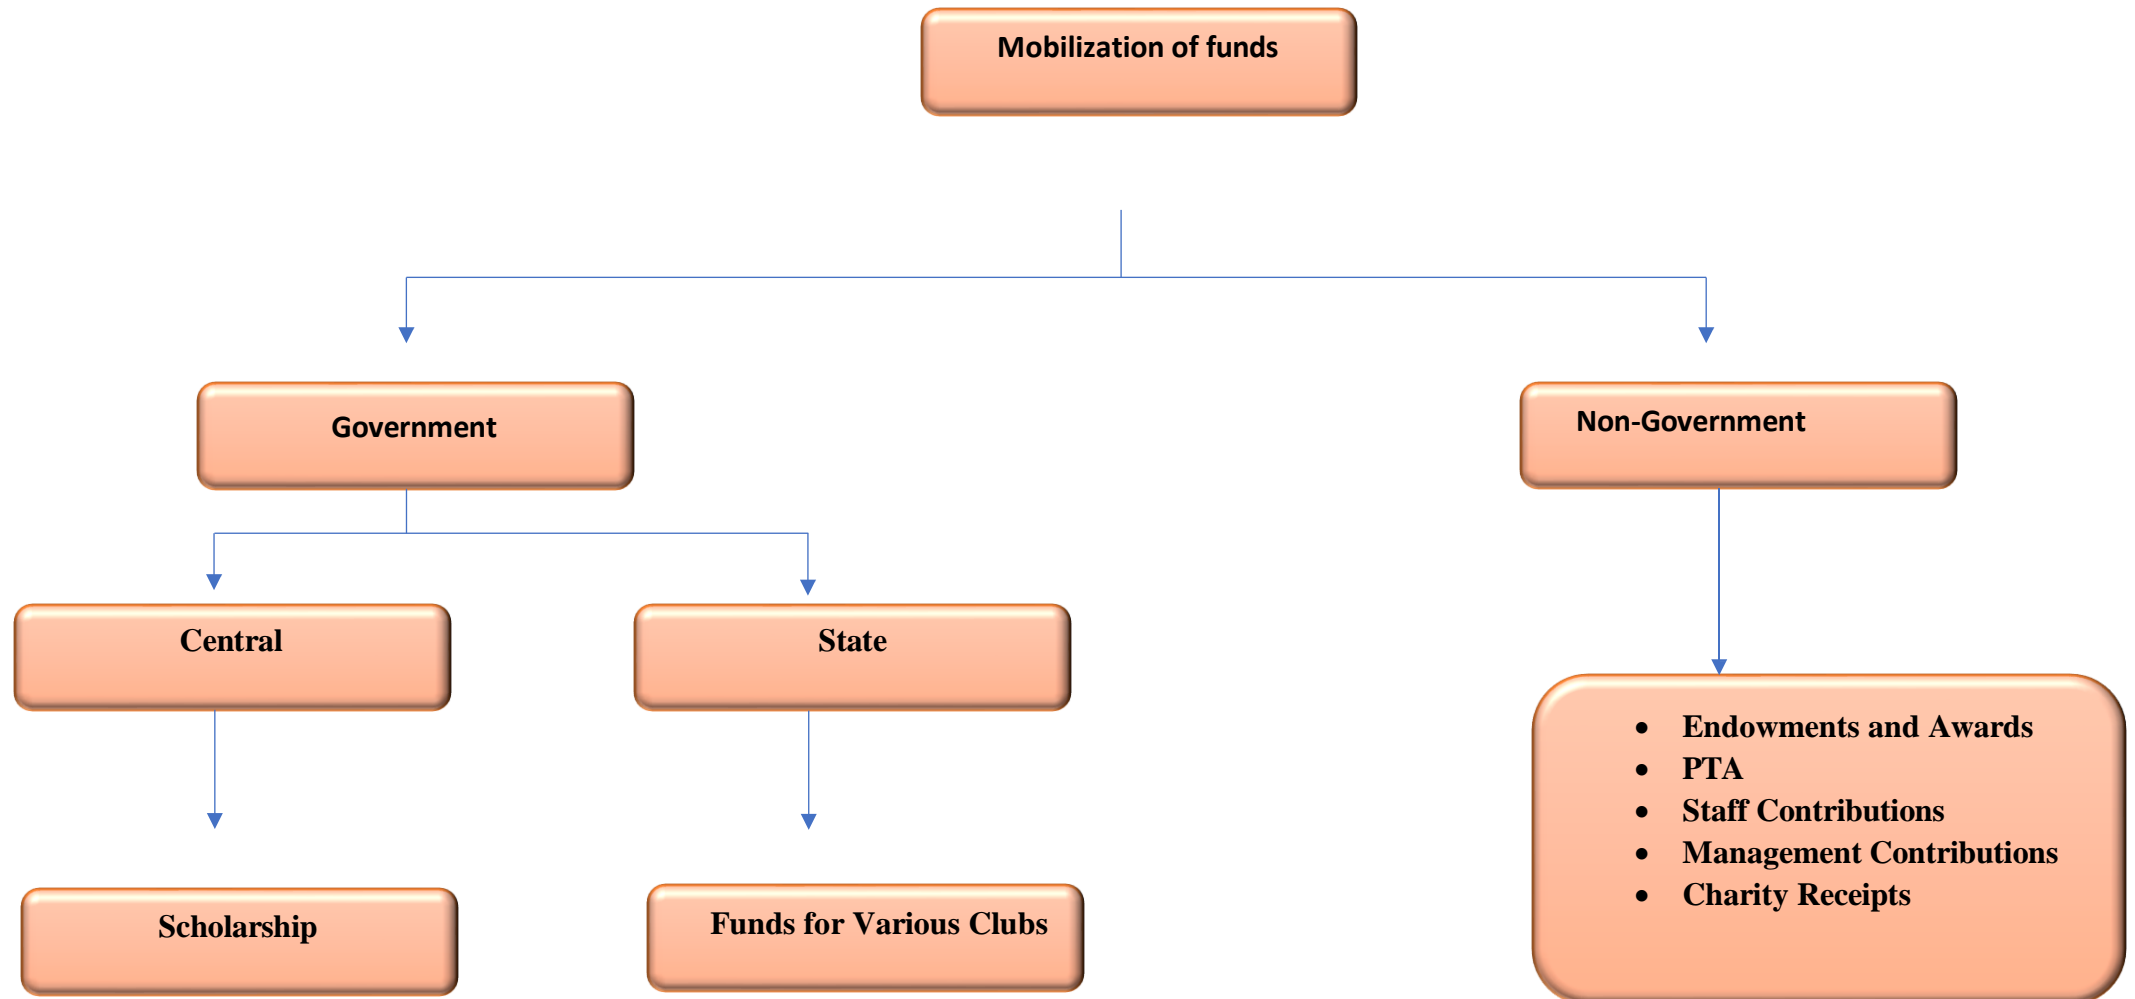 Mobilization of funds
Government
Non-Government
Central
State
Scholarship
Funds for Various Clubs
• Endowments and Awards
• PTA
• Staff Contributions
• Management Contributions
• Charity Receipts